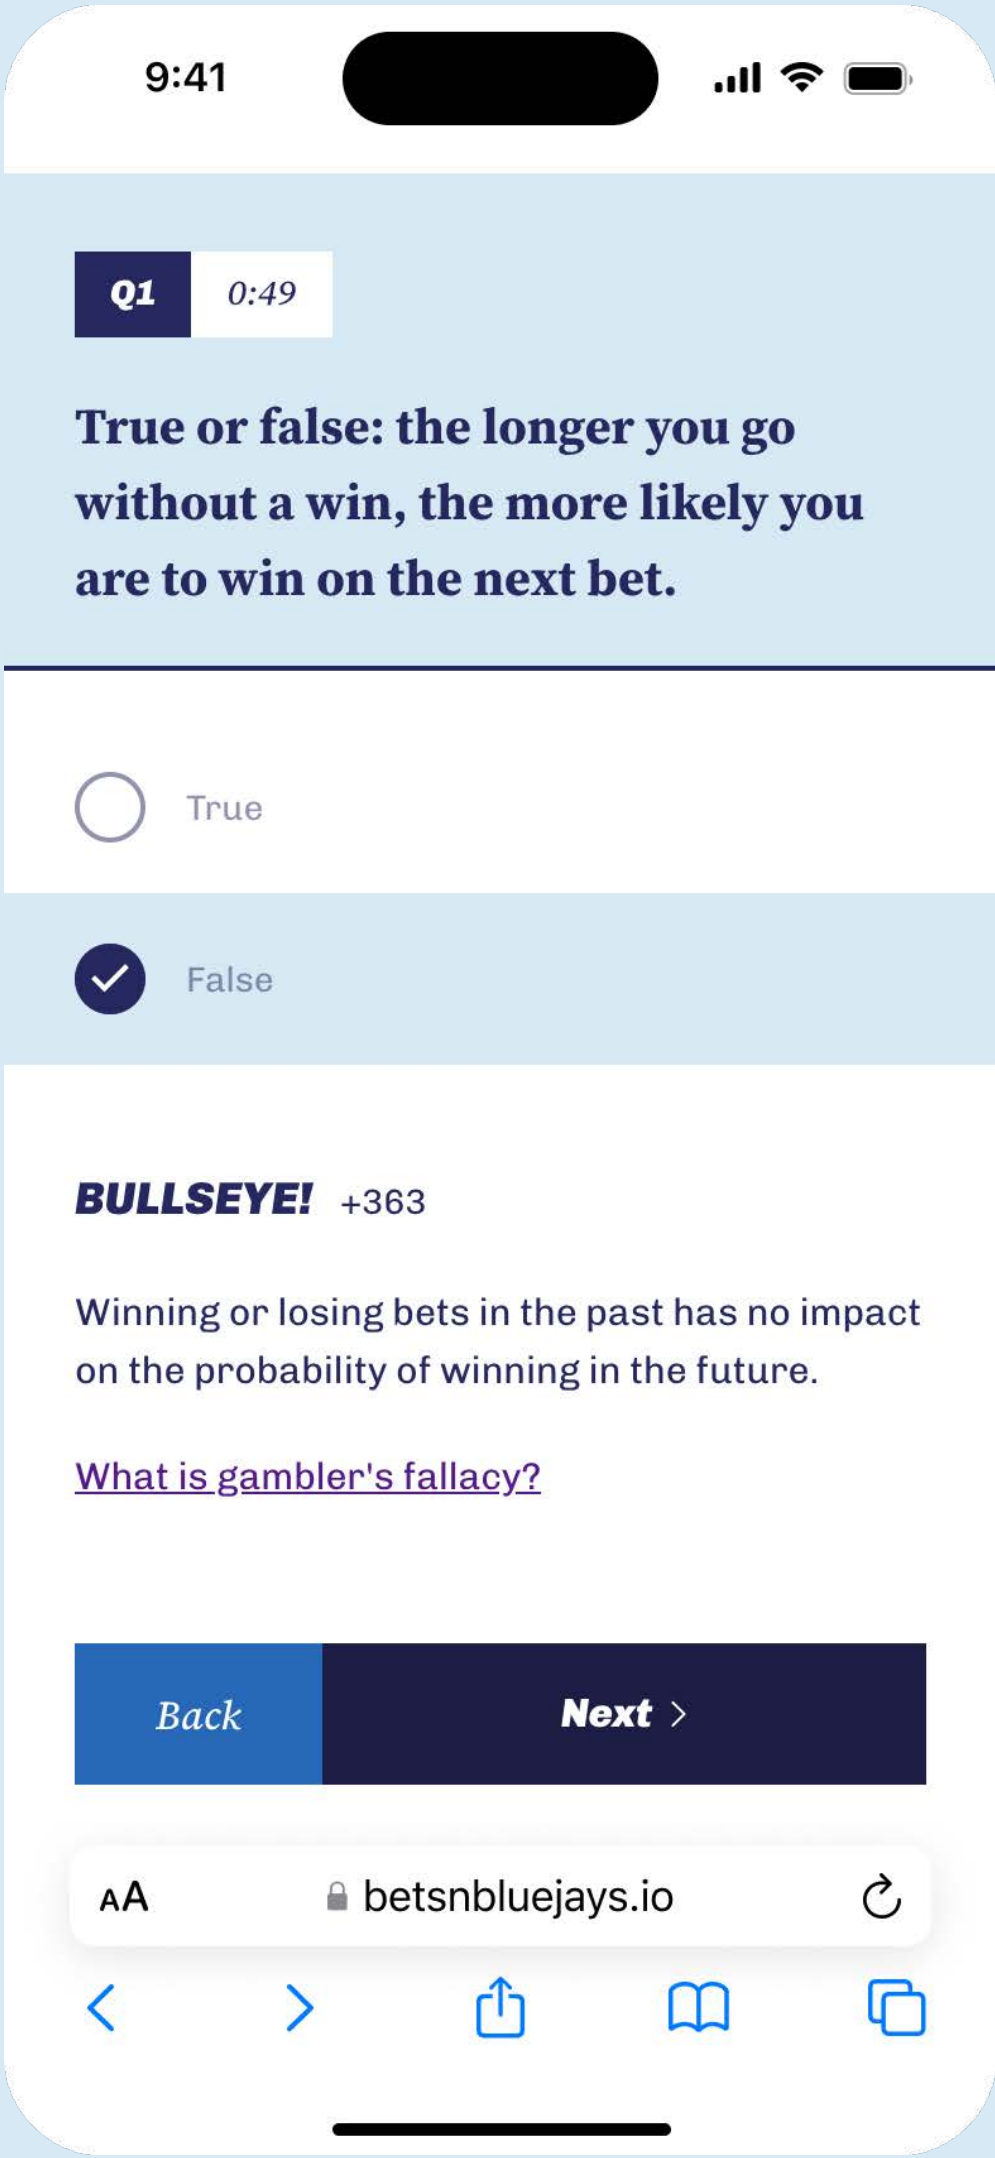 9:41
Q1 0:49
True or false: the longer you go
without a win, the more likely you
are to win on the next bet.
True
False
BULLSEYE! +363
Winning or losing bets in the past has no impact
on the probability of winning in the future.
What is gambler's fallacy?
Back Next >
AA betsnbluejays.io